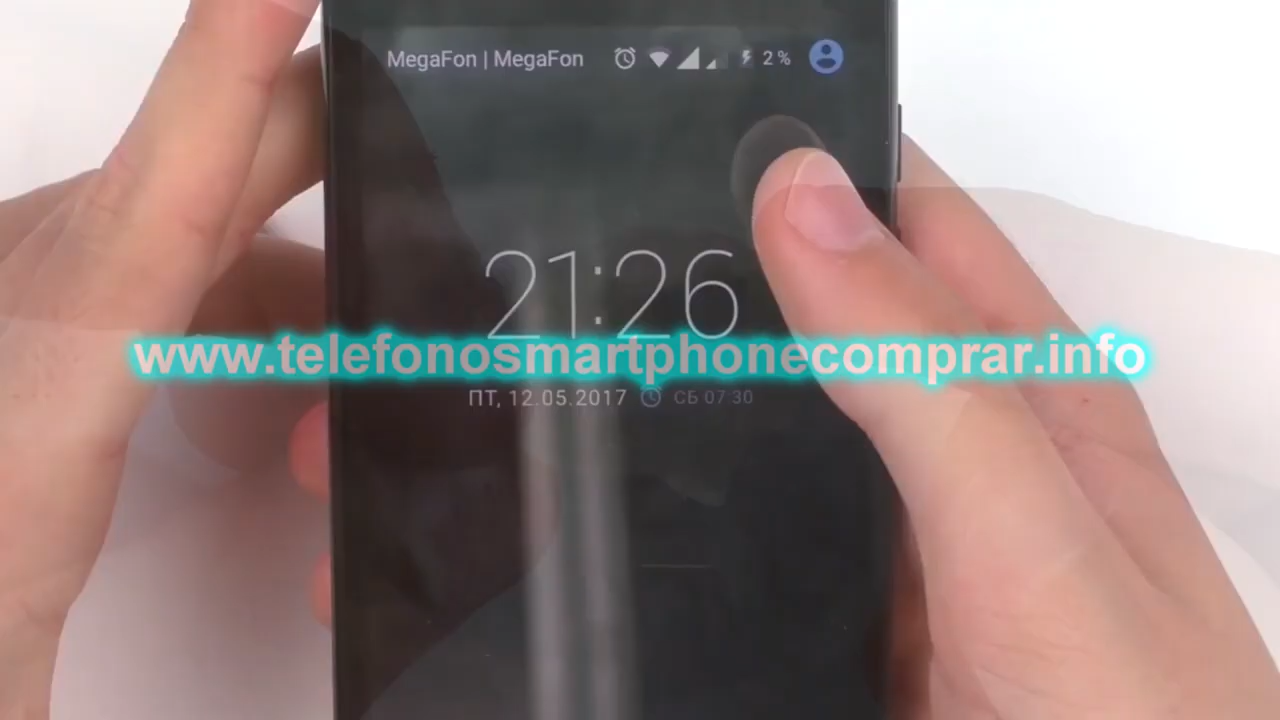 MegaFon | MegaFon 2%
21:26
www.telefonosmartphonecomprar.info
ПТ, 12.05.2017 СБ 07:30